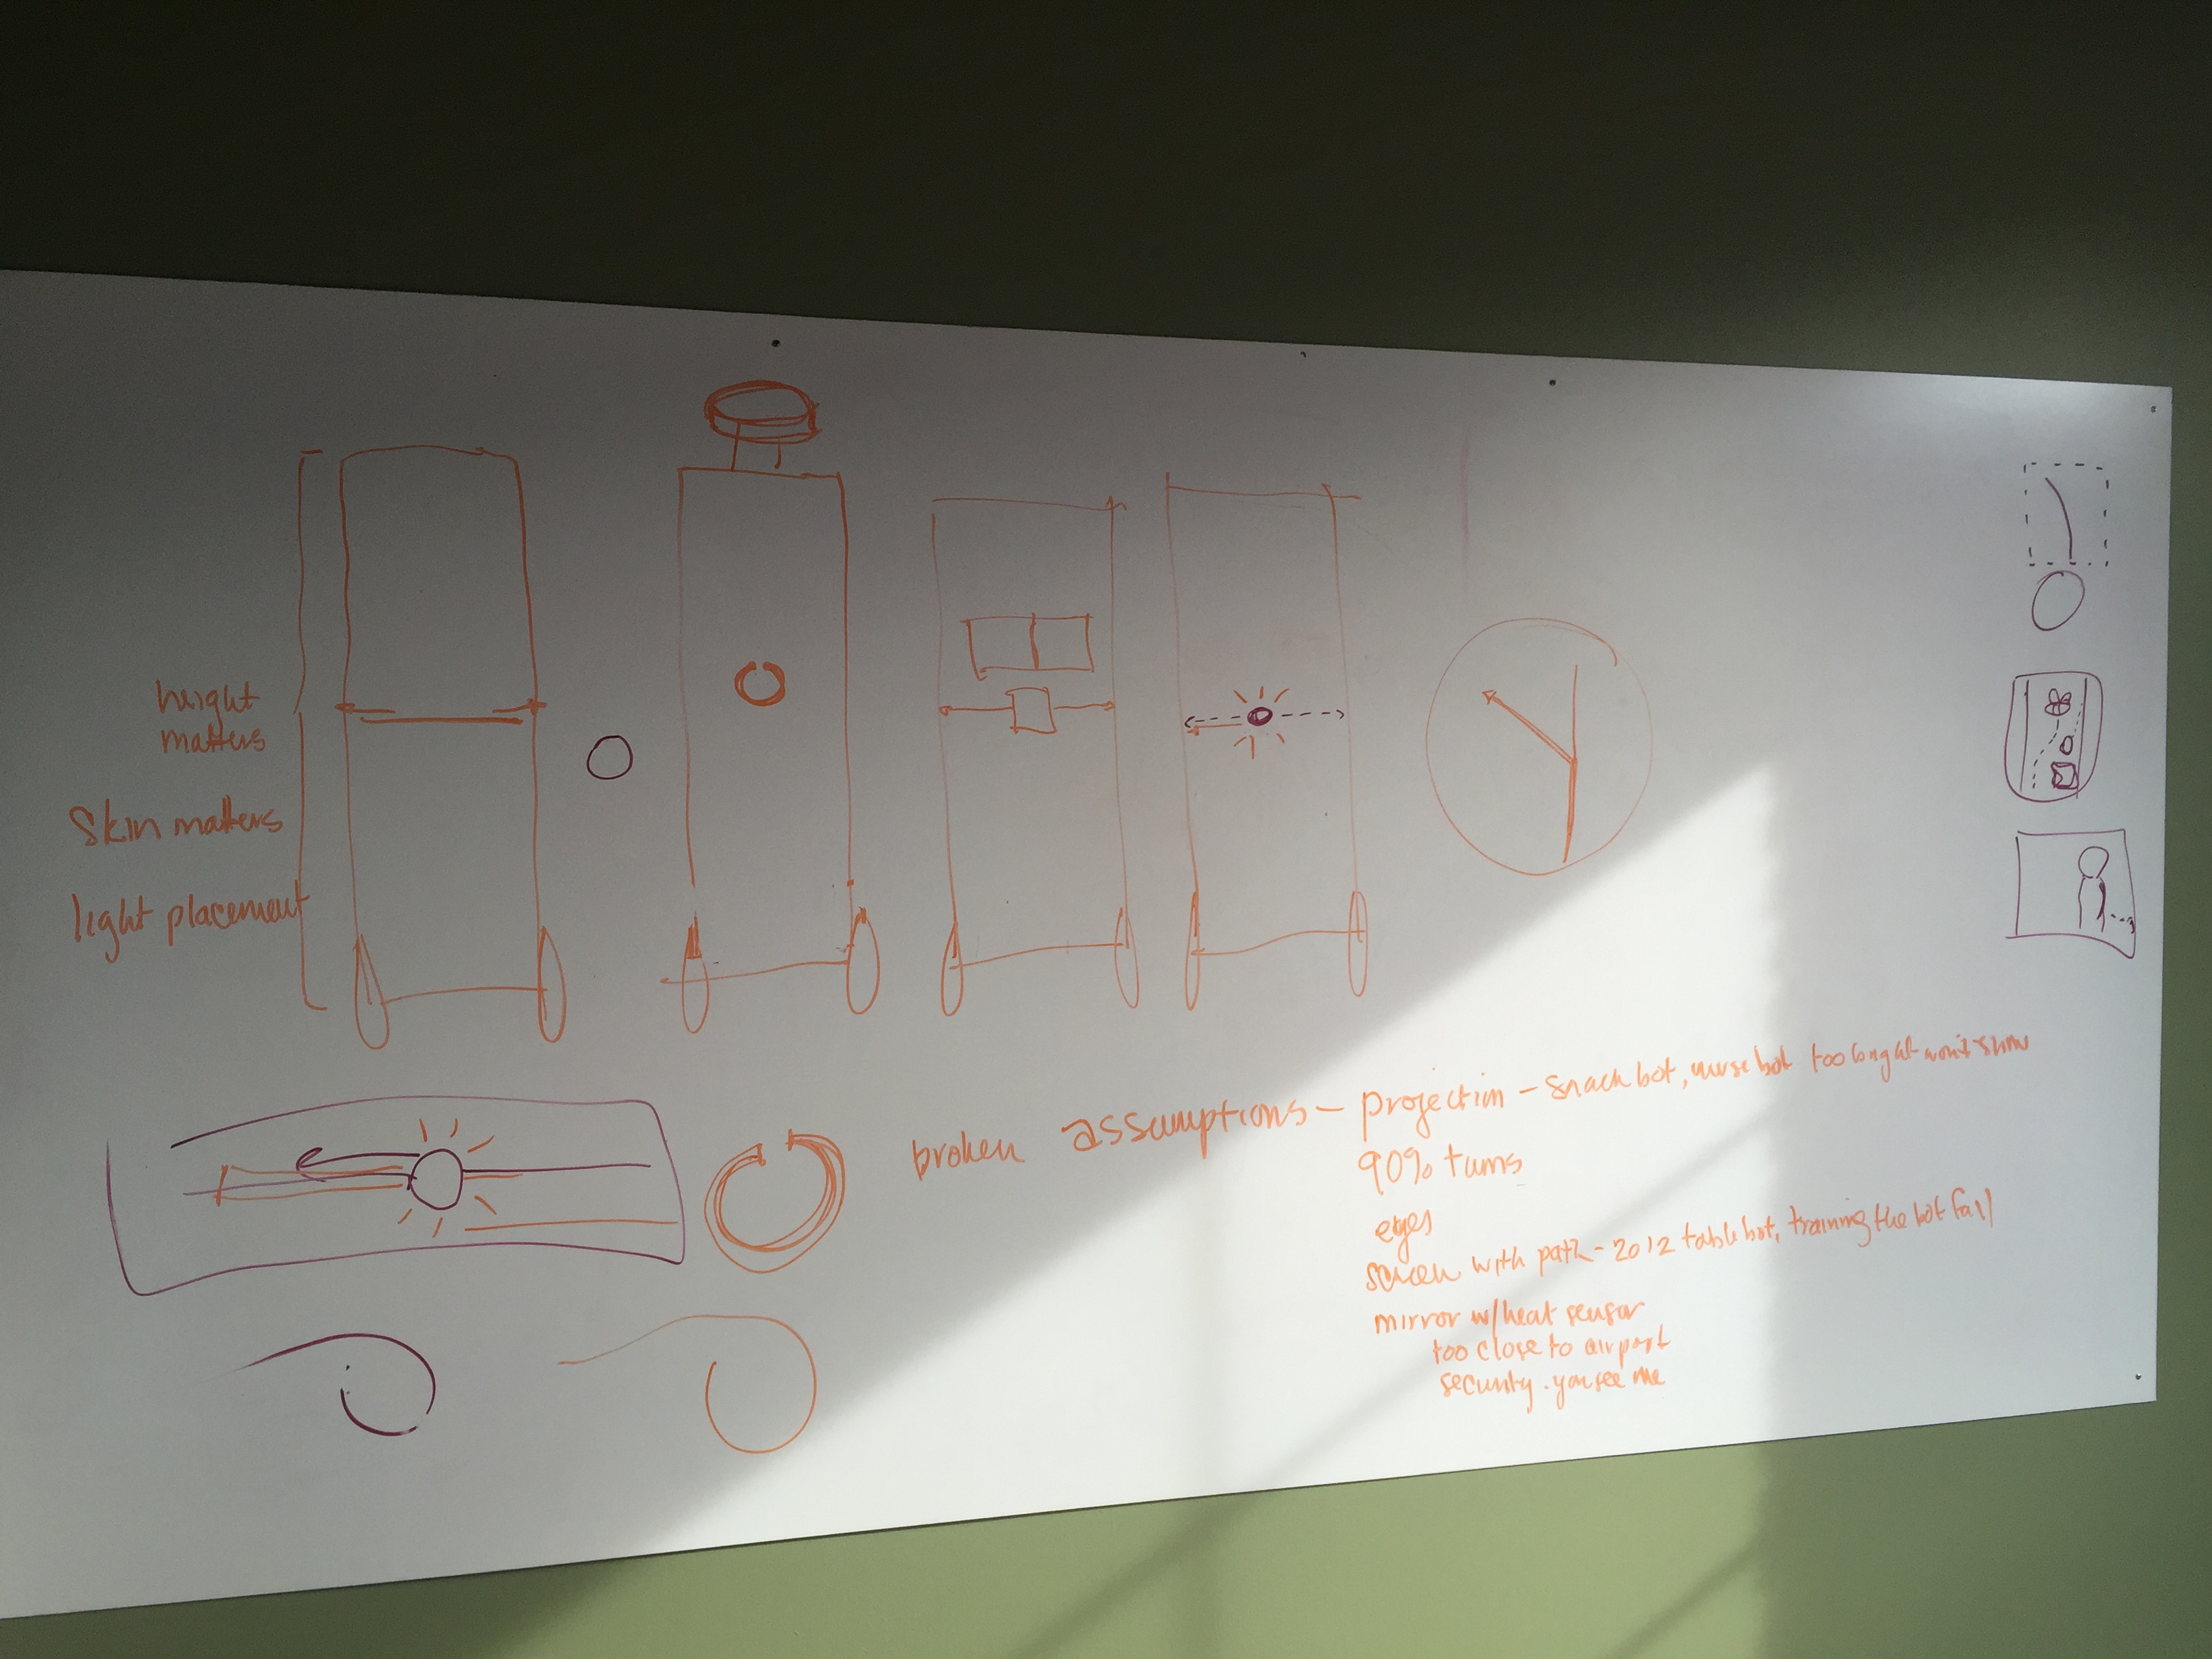 height
matters
Skin matters
light placement
broken assumptions - projection - snack bot, nurse bot too long light won't show
90% turns
eyes
screen with path - 2012 table bot, training the bot fail
mirror w/heat sensor
too close to airport
security. you see me